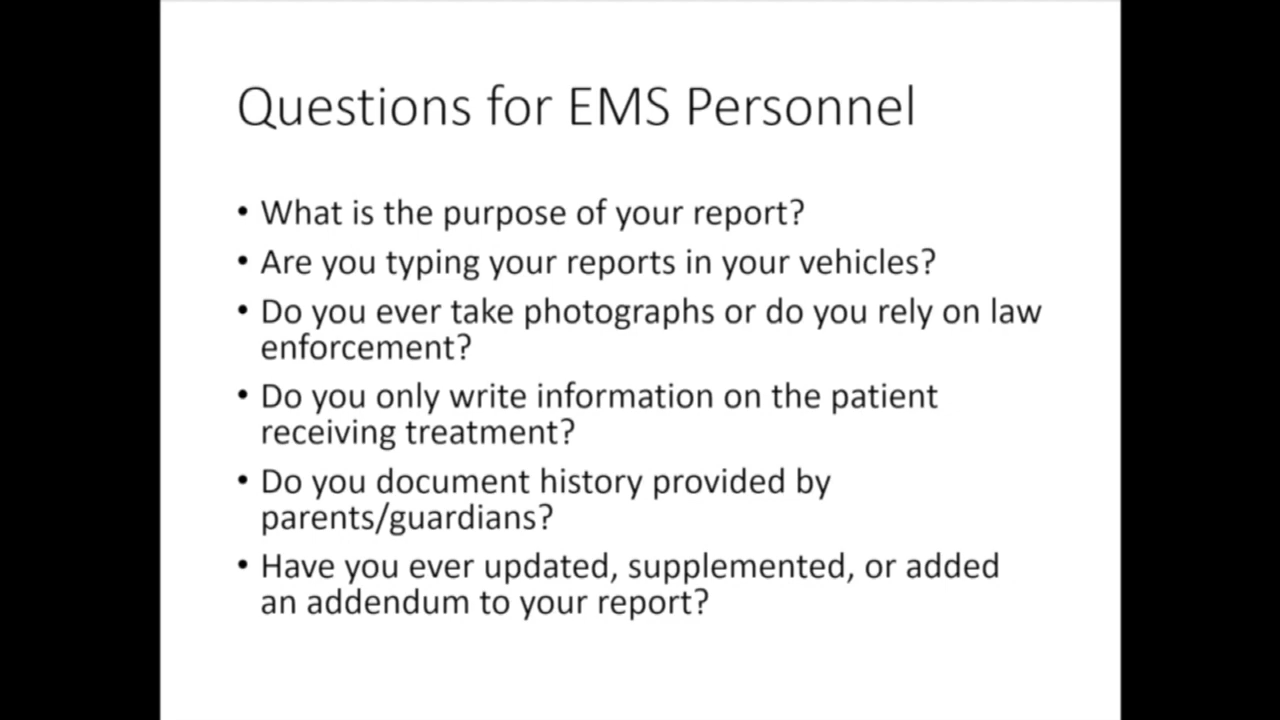 Questions for EMS Personnel
• What is the purpose of your report?
• Are you typing your reports in your vehicles?
• Do you ever take photographs or do you rely on law
enforcement?
• Do you only write information on the patient
receiving treatment?
• Do you document history provided by
parents/guardians?
• Have you ever updated, supplemented, or added
an addendum to your report?